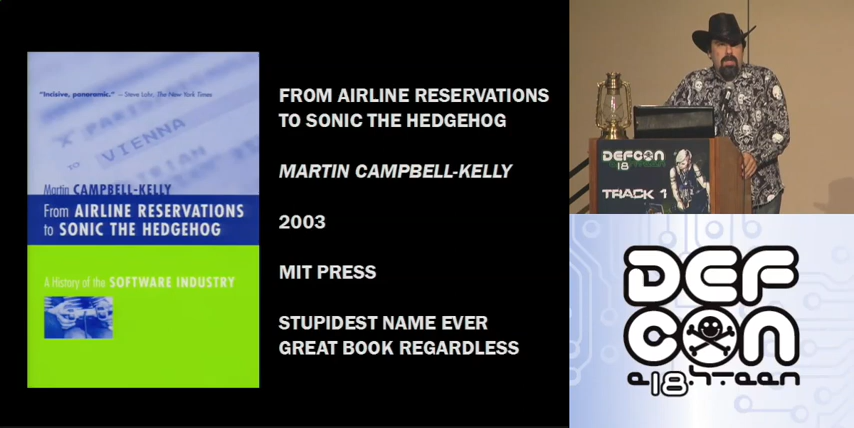 "Incisive, panoramic." – Steve Lohr, The New York Times
TO VIENNA
Martin CAMPBELL-KELLY
From AIRLINE RESERVATIONS
to SONIC THE HEDGEHOG
A History of the SOFTWARE INDUSTRY
FROM AIRLINE RESERVATIONS
TO SONIC THE HEDGEHOG
MARTIN CAMPBELL-KELLY
2003
MIT PRESS
STUPIDEST NAME EVER
GREAT BOOK REGARDLESS
DEFCON
18
TRACK 1
DEF
CON
18